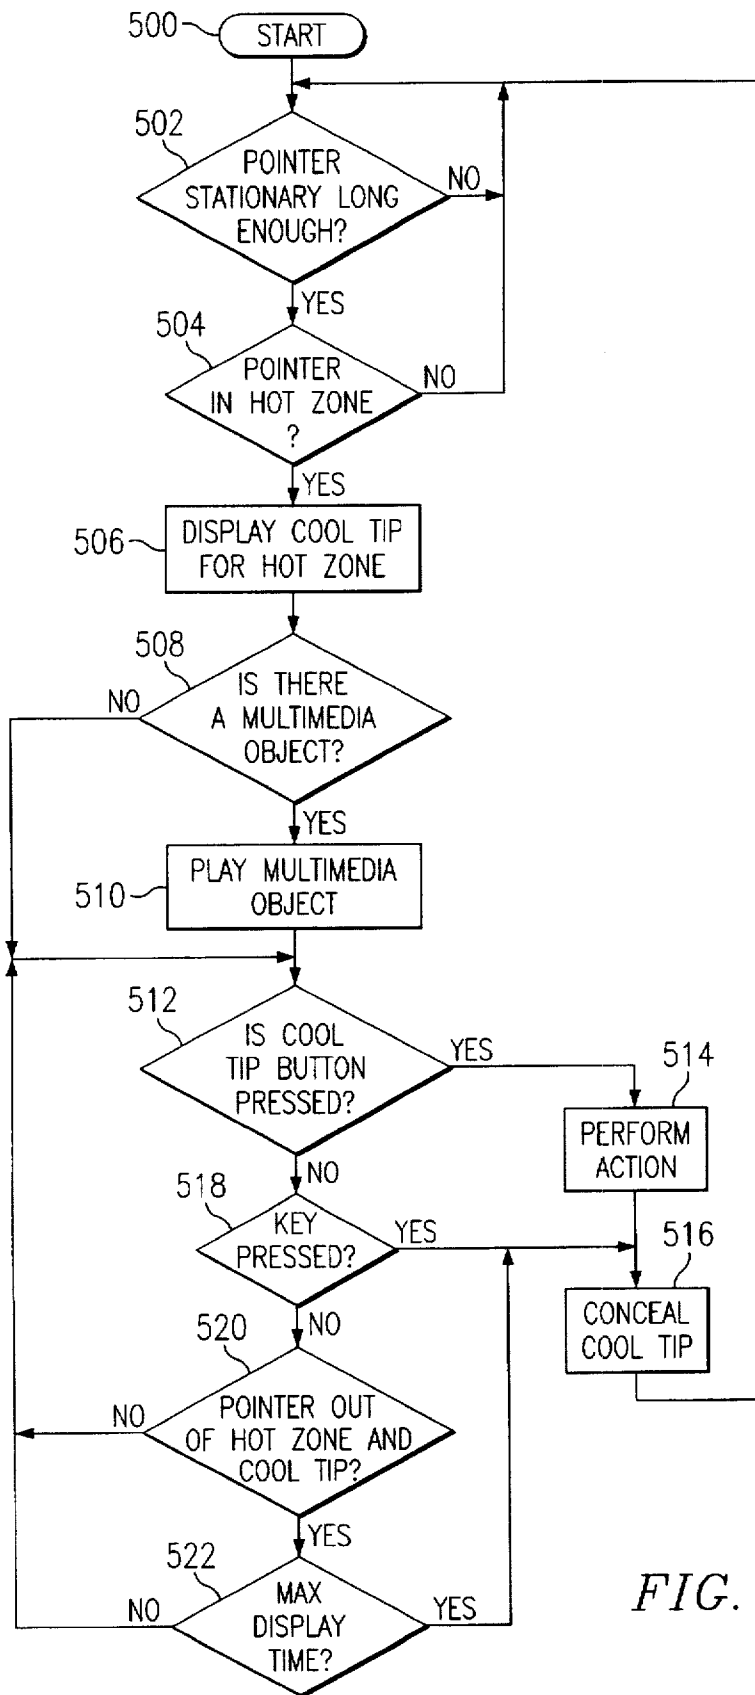 500
START
502
POINTER
STATIONARY LONG
ENOUGH?
NO
YES
504
POINTER
IN HOT ZONE
?
NO
YES
506
DISPLAY COOL TIP
FOR HOT ZONE
508
IS THERE
A MULTIMEDIA
OBJECT?
NO
YES
510
PLAY MULTIMEDIA
OBJECT
512
IS COOL
TIP BUTTON
PRESSED?
YES
514
PERFORM
ACTION
NO
518
KEY
PRESSED?
YES
516
CONCEAL
COOL TIP
NO
520
POINTER OUT
OF HOT ZONE AND
COOL TIP?
NO
YES
522
MAX
DISPLAY
TIME?
NO
YES
FIG.